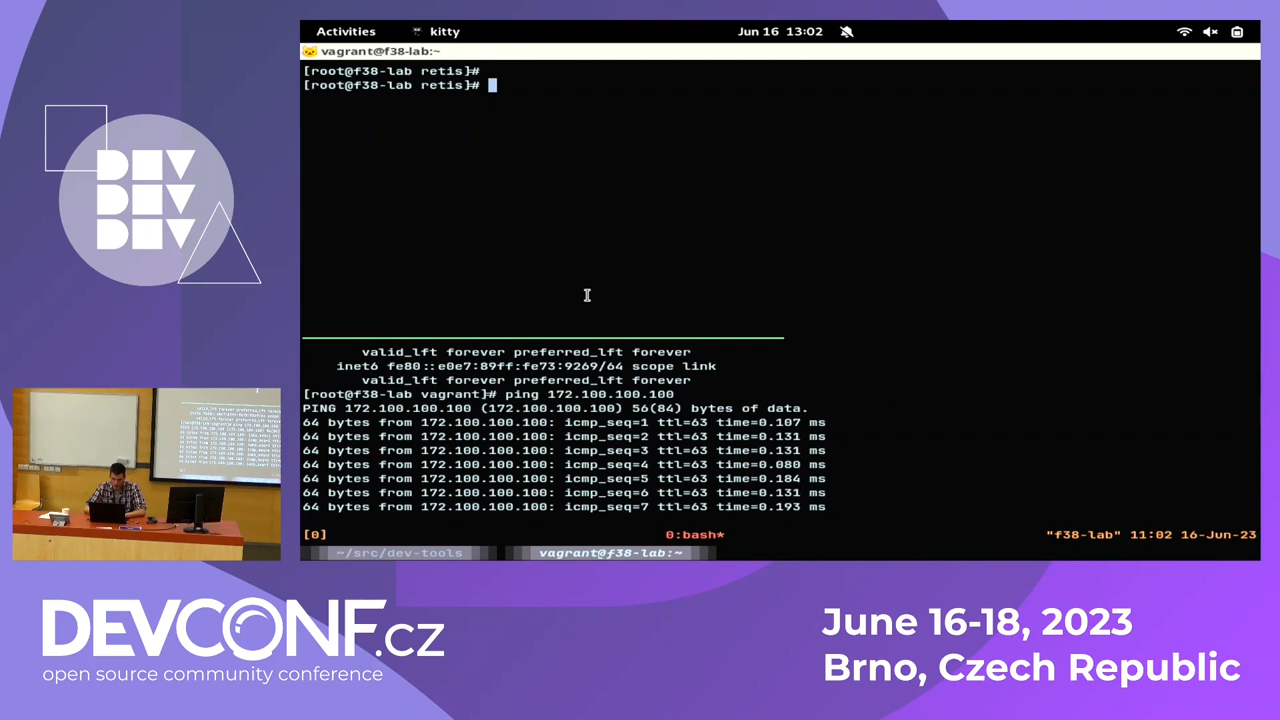 Activities
kitty
Jun 16 13:02
vagrant@f38-lab:~
[root@f38-lab retis]#
[root@f38-lab retis]#
valid_lft forever preferred_lft forever
inet6 fe80::e0e7:89ff:fe73:9269/64 scope link
valid_lft forever preferred_lft forever
[root@f38-lab vagrant]# ping 172.100.100.100
PING 172.100.100.100 (172.100.100.100) 56(84) bytes of data.
64 bytes from 172.100.100.100: icmp_seq=1 ttl=63 time=0.107 ms
64 bytes from 172.100.100.100: icmp_seq=2 ttl=63 time=0.131 ms
64 bytes from 172.100.100.100: icmp_seq=3 ttl=63 time=0.131 ms
64 bytes from 172.100.100.100: icmp_seq=4 ttl=63 time=0.080 ms
64 bytes from 172.100.100.100: icmp_seq=5 ttl=63 time=0.184 ms
64 bytes from 172.100.100.100: icmp_seq=6 ttl=63 time=0.131 ms
64 bytes from 172.100.100.100: icmp_seq=7 ttl=63 time=0.193 ms
[0] 0:bash* "f38-lab" 11:02 16-Jun-23
~/src/dev-tools vagrant@f38-lab:~
DEV
DEV
DEV
DEVCONF.cz
open source community conference
June 16-18, 2023
Brno, Czech Republic